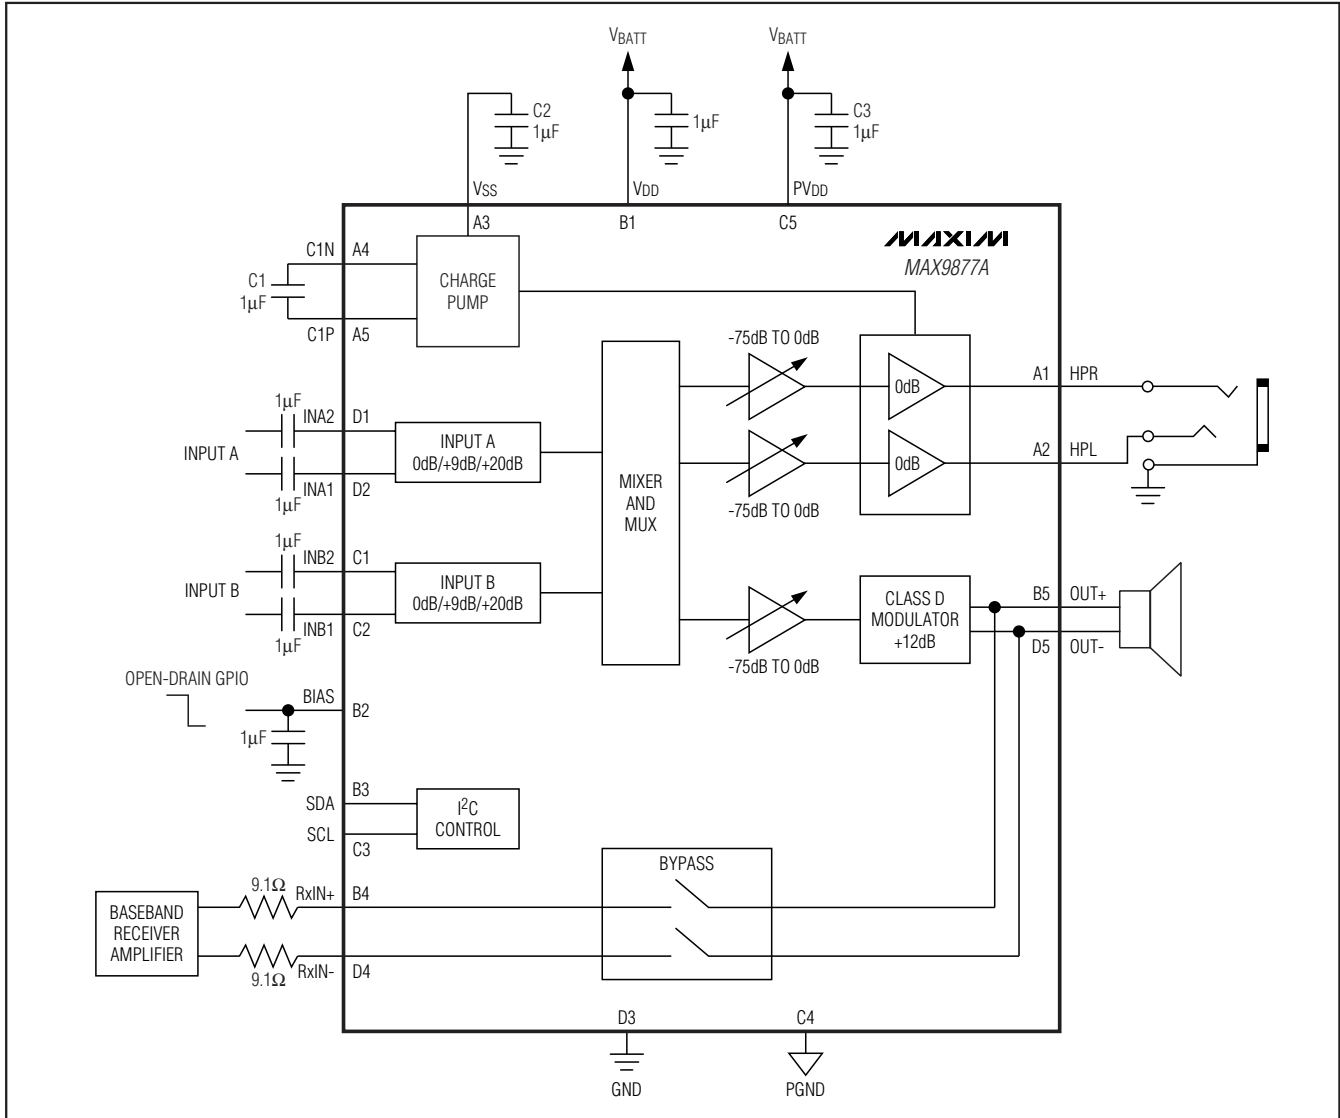 VBATT
VBATT
C2
1µF
1µF
C3
1µF
VSS
VDD
PVDD
A3
B1
C5
MAXIM
MAX9877A
C1N
A4
C1
1µF
CHARGE
PUMP
C1P
A5
-75dB TO 0dB
0dB
A1
HPR
1µF
INA2
D1
INPUT A
INPUT A
0dB/+9dB/+20dB
INA1
D2
1µF
0dB
A2
HPL
-75dB TO 0dB
MIXER
AND
MUX
1µF
INB2
C1
INPUT B
INPUT B
0dB/+9dB/+20dB
INB1
C2
1µF
CLASS D
MODULATOR
+12dB
B5
OUT+
D5
OUT-
-75dB TO 0dB
OPEN-DRAIN GPIO
BIAS
B2
1µF
SDA
B3
I2C
CONTROL
SCL
C3
BYPASS
9.1Ω
RxIN+
B4
BASEBAND
RECEIVER
AMPLIFIER
9.1Ω
RxIN-
D4
D3
C4
GND
PGND